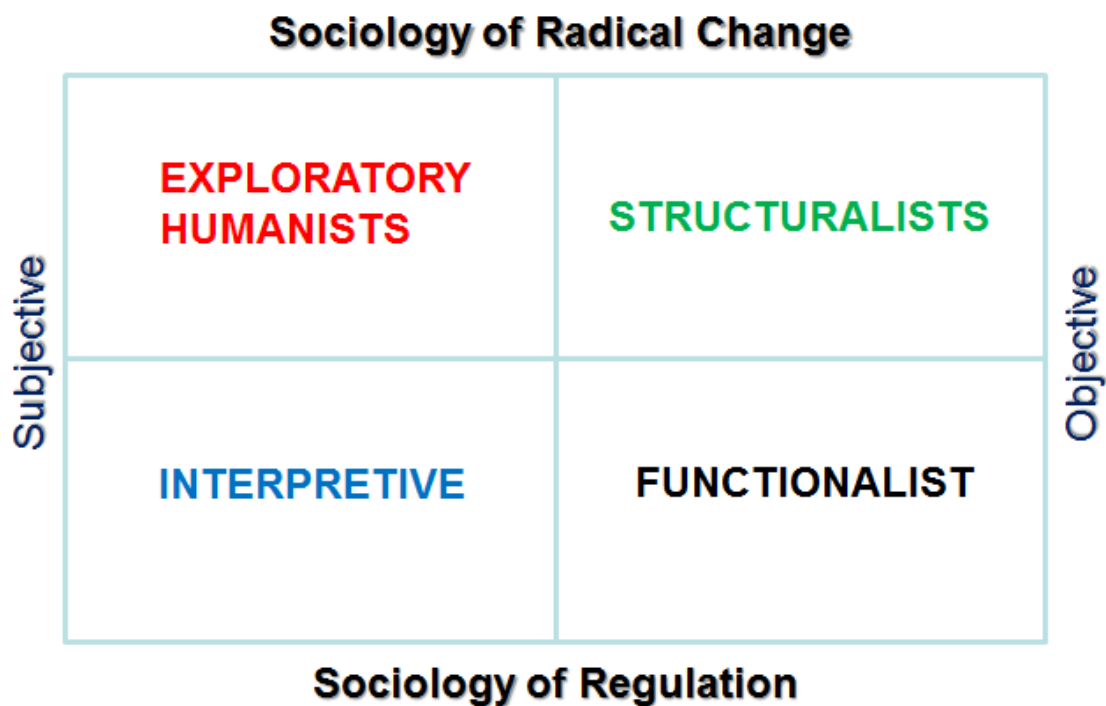 Sociology of Radical Change
EXPLORATORY
HUMANISTS
STRUCTURALISTS
Subjective
Objective
INTERPRETIVE
FUNCTIONALIST
Sociology of Regulation